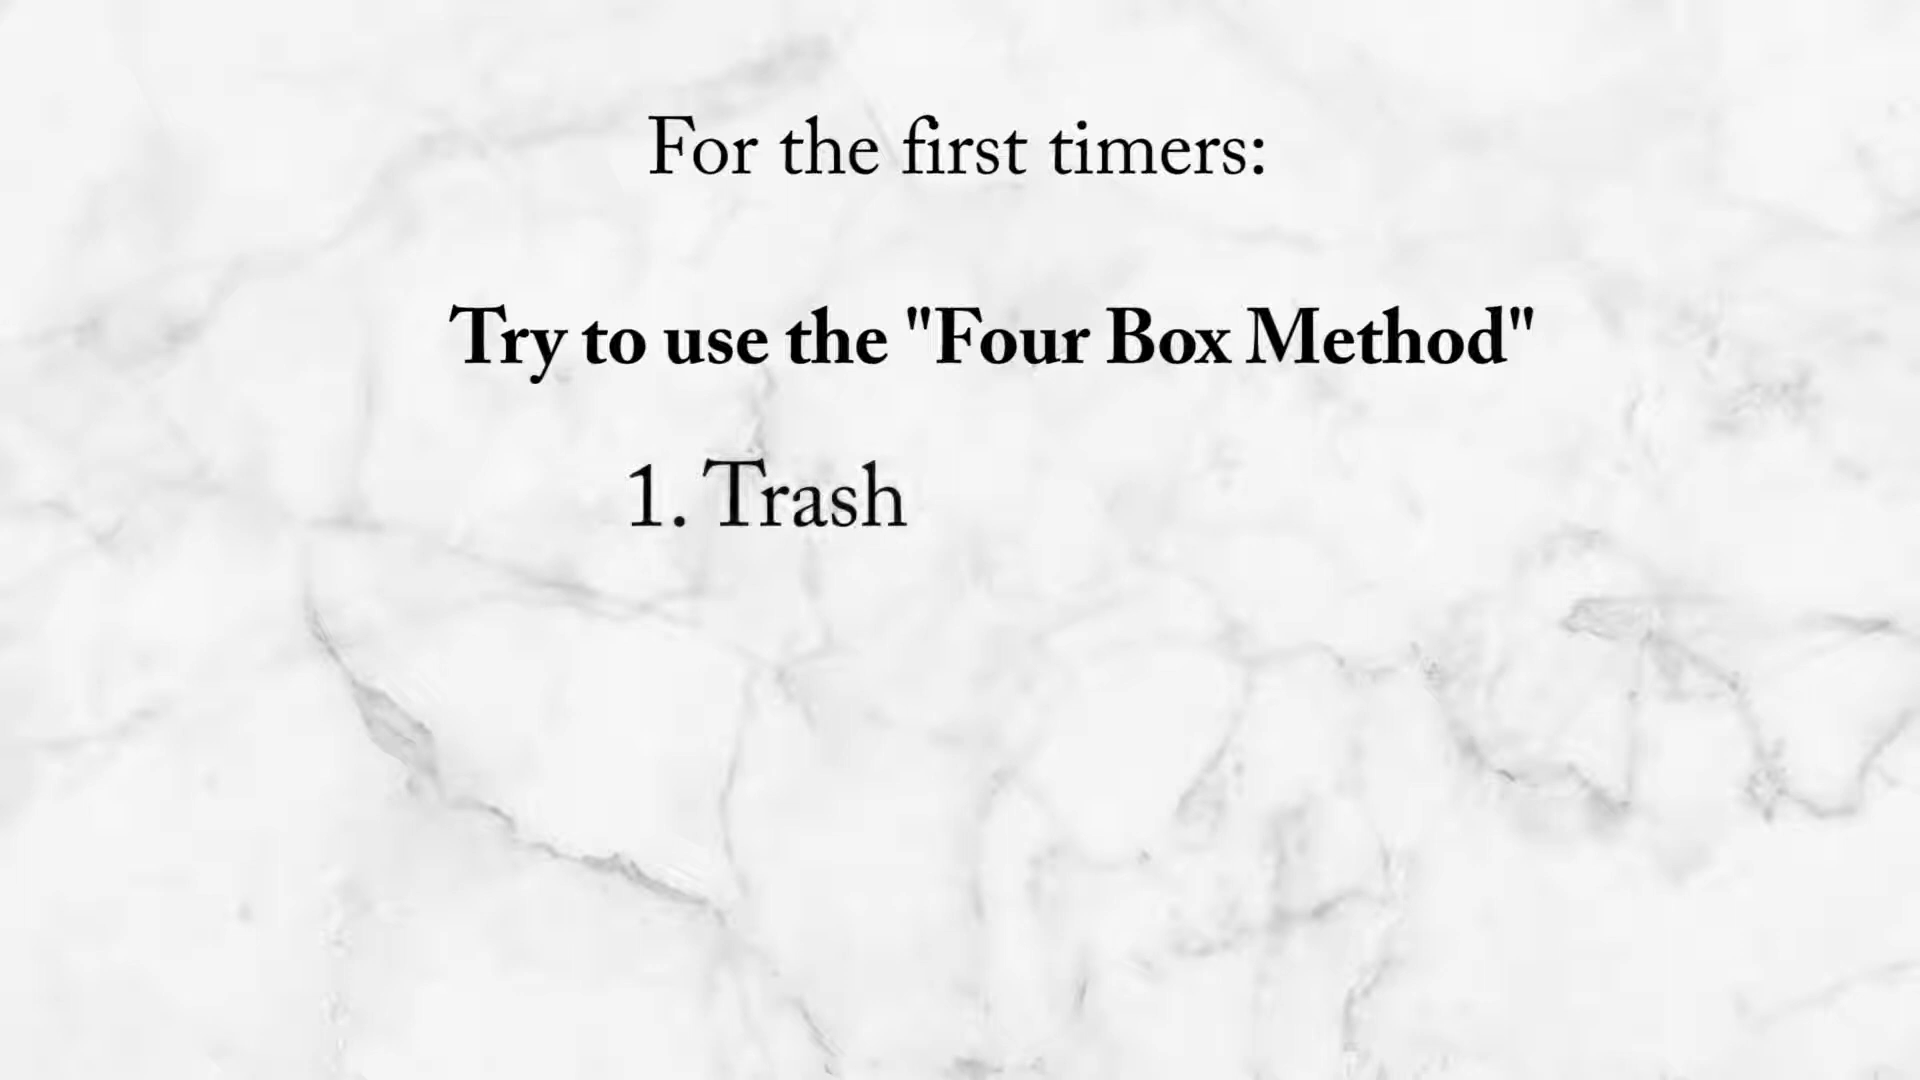 For the first timers:
Try to use the "Four Box Method"
1. Trash